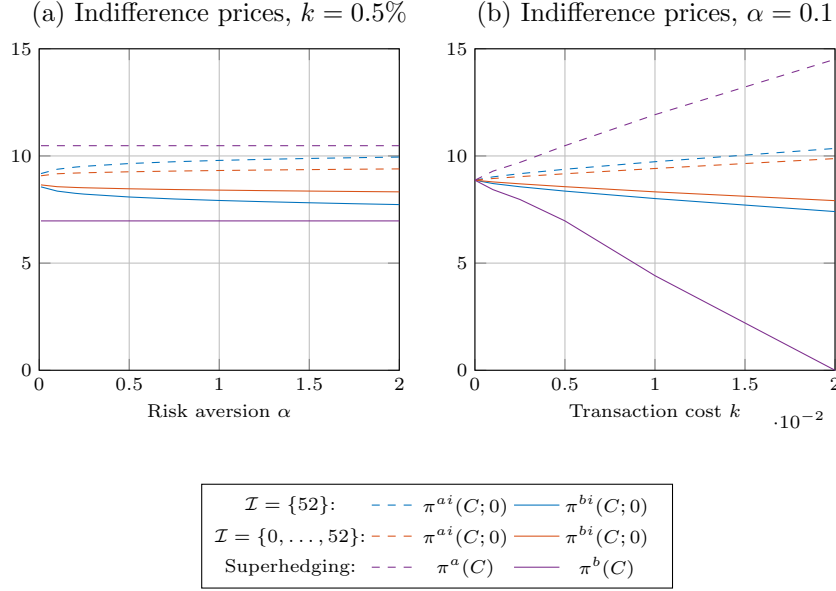 (a) Indifference prices, k = 0.5%
15
10
5
0
0
0.5
1
1.5
2
Risk aversion α
(b) Indifference prices, α = 0.1
15
10
5
0
0
0.5
1
1.5
2
·10⁻²
Transaction cost k
ℐ = {52}: π^{ai}(C; 0) π^{bi}(C; 0)
ℐ = {0, . . . , 52}: π^{ai}(C; 0) π^{bi}(C; 0)
Superhedging: π^{a}(C) π^{b}(C)